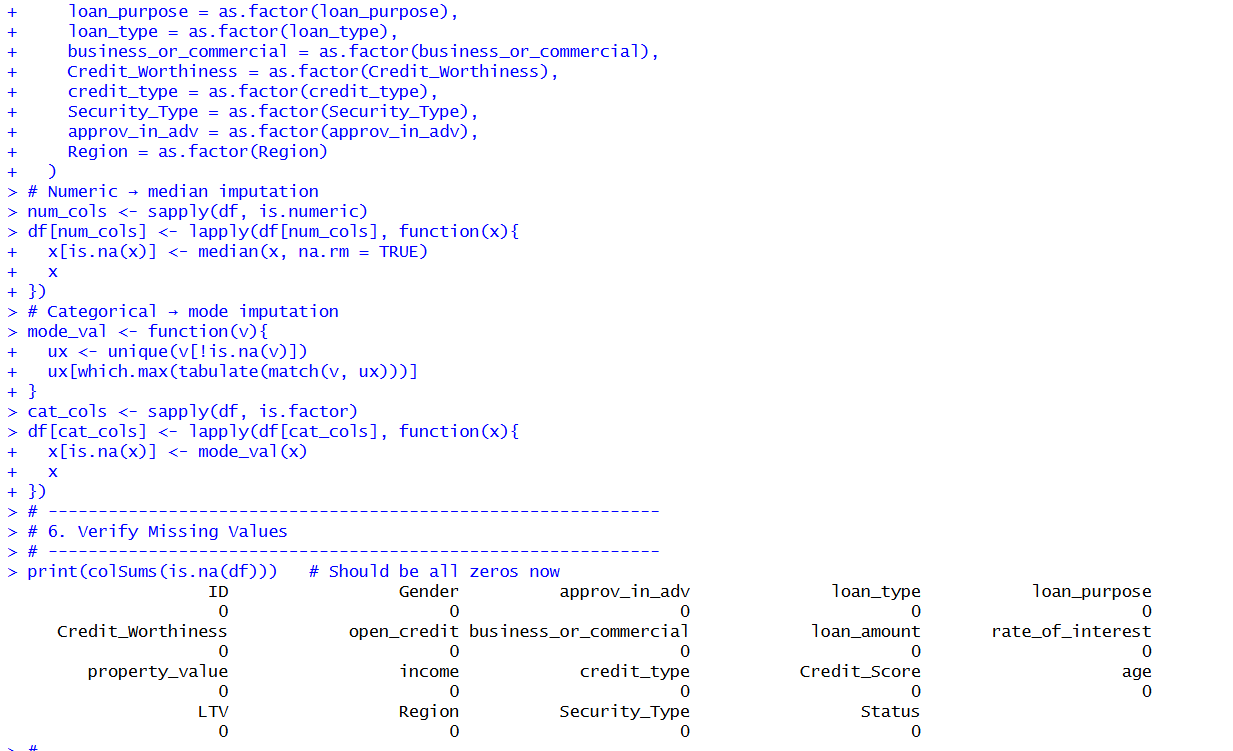 +     loan_purpose = as.factor(loan_purpose),
+     loan_type = as.factor(loan_type),
+     business_or_commercial = as.factor(business_or_commercial),
+     Credit_Worthiness = as.factor(Credit_Worthiness),
+     credit_type = as.factor(credit_type),
+     Security_Type = as.factor(Security_Type),
+     approv_in_adv = as.factor(approv_in_adv),
+     Region = as.factor(Region)
+   )
> # Numeric → median imputation
> num_cols <- sapply(df, is.numeric)
> df[num_cols] <- lapply(df[num_cols], function(x){
+   x[is.na(x)] <- median(x, na.rm = TRUE)
+   x
+ })
> # Categorical → mode imputation
> mode_val <- function(v){
+   ux <- unique(v[!is.na(v)])
+   ux[which.max(tabulate(match(v, ux)))]
+ }
> cat_cols <- sapply(df, is.factor)
> df[cat_cols] <- lapply(df[cat_cols], function(x){
+   x[is.na(x)] <- mode_val(x)
+   x
+ })
> # -------------------------------------------------------------
> # 6. Verify Missing Values
> # -------------------------------------------------------------
> print(colSums(is.na(df)))   # Should be all zeros now
                    ID                 Gender          approv_in_adv              loan_type           loan_purpose
                     0                      0                      0                      0                      0
     Credit_Worthiness            open_credit business_or_commercial            loan_amount       rate_of_interest
                     0                      0                      0                      0                      0
        property_value                 income            credit_type           Credit_Score                    age
                     0                      0                      0                      0                      0
                   LTV                 Region          Security_Type                 Status
                     0                      0                      0                      0
> #